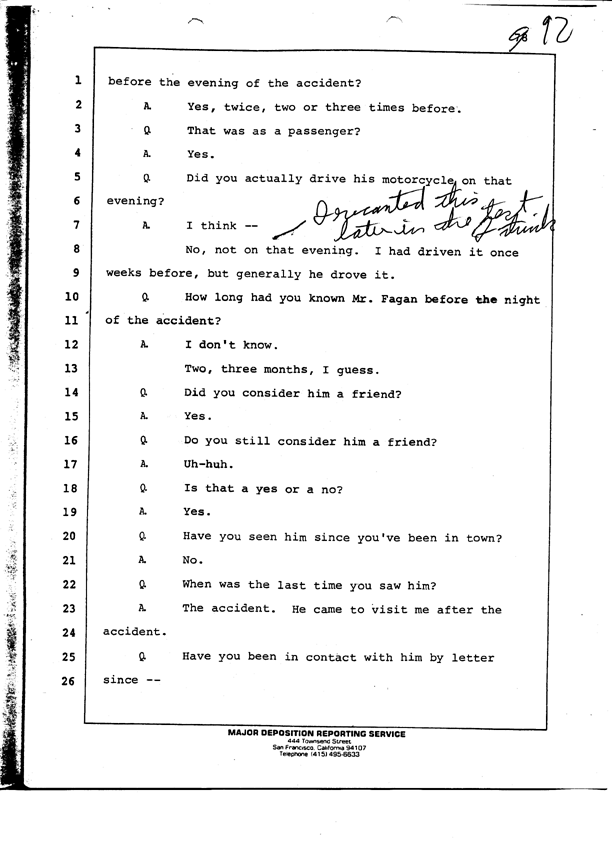 92
1 before the evening of the accident?
2 A. Yes, twice, two or three times before.
3 Q. That was as a passenger?
4 A. Yes.
5 Q. Did you actually drive his motorcycle on that
6 evening?
I recanted this
later in the
I think
7 A. I think --
8 No, not on that evening. I had driven it once
9 weeks before, but generally he drove it.
10 Q. How long had you known Mr. Fagan before the night
11 of the accident?
12 A. I don't know.
13 Two, three months, I guess.
14 Q. Did you consider him a friend?
15 A. Yes.
16 Q. Do you still consider him a friend?
17 A. Uh-huh.
18 Q. Is that a yes or a no?
19 A. Yes.
20 Q. Have you seen him since you've been in town?
21 A. No.
22 Q. When was the last time you saw him?
23 A. The accident. He came to visit me after the
24 accident.
25 Q. Have you been in contact with him by letter
26 since --
MAJOR DEPOSITION REPORTING SERVICE
444 Townsend Street
San Francisco, California 94107
Telephone (415) 495-6633